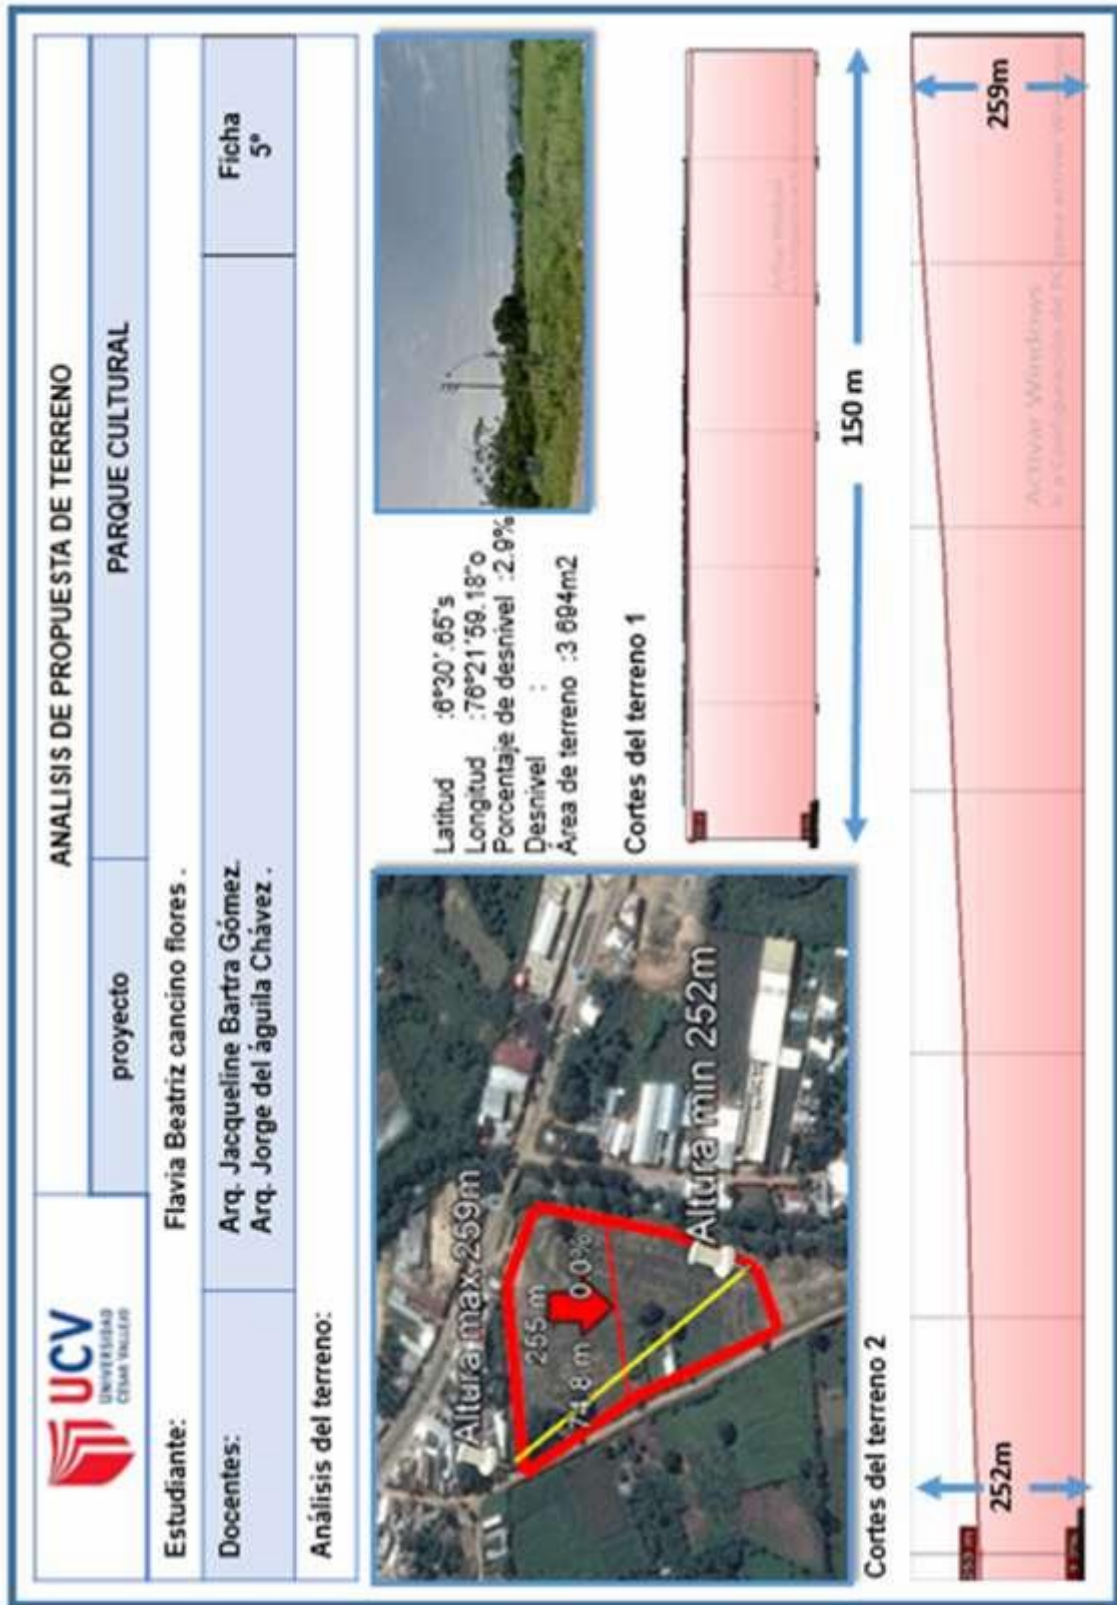 UCV
UNIVERSIDAD
CESAR VALLEJO
ANALISIS DE PROPUESTA DE TERRENO
proyecto
PARQUE CULTURAL
Estudiante:
Flavia Beatriz cancino flores .
Docentes:
Arq. Jacqueline Bartra Gómez.
Arq. Jorge del águila Chávez .
Ficha
5°
Análisis del terreno:
Altura max 259m
255 m
0.0%
74.8 m
Altura min 252m
Latitud :6°30'.65"s
Longitud :76°21'59.18"o
Porcentaje de desnivel :2.9%
Desnivel :
Área de terreno :3 694m2
Cortes del terreno 1
150 m
Cortes del terreno 2
252m
259m
Activar Windows